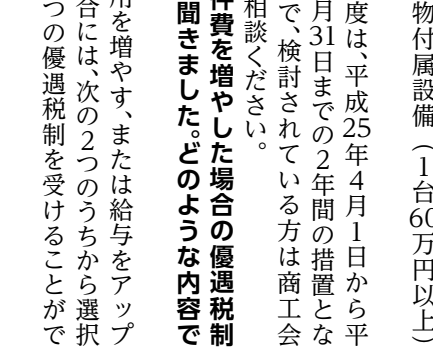 物付属設備（1台60万円以上）
度は、平成25年4月1日から平
月31日までの2年間の措置とな
で、検討されている方は商工会
相談ください。
件費を増やした場合の優遇税制
聞きました。どのような内容で
用を増やす、または給与をアップ
合には、次の2つのうちから選択
つの優遇税制を受けることがで